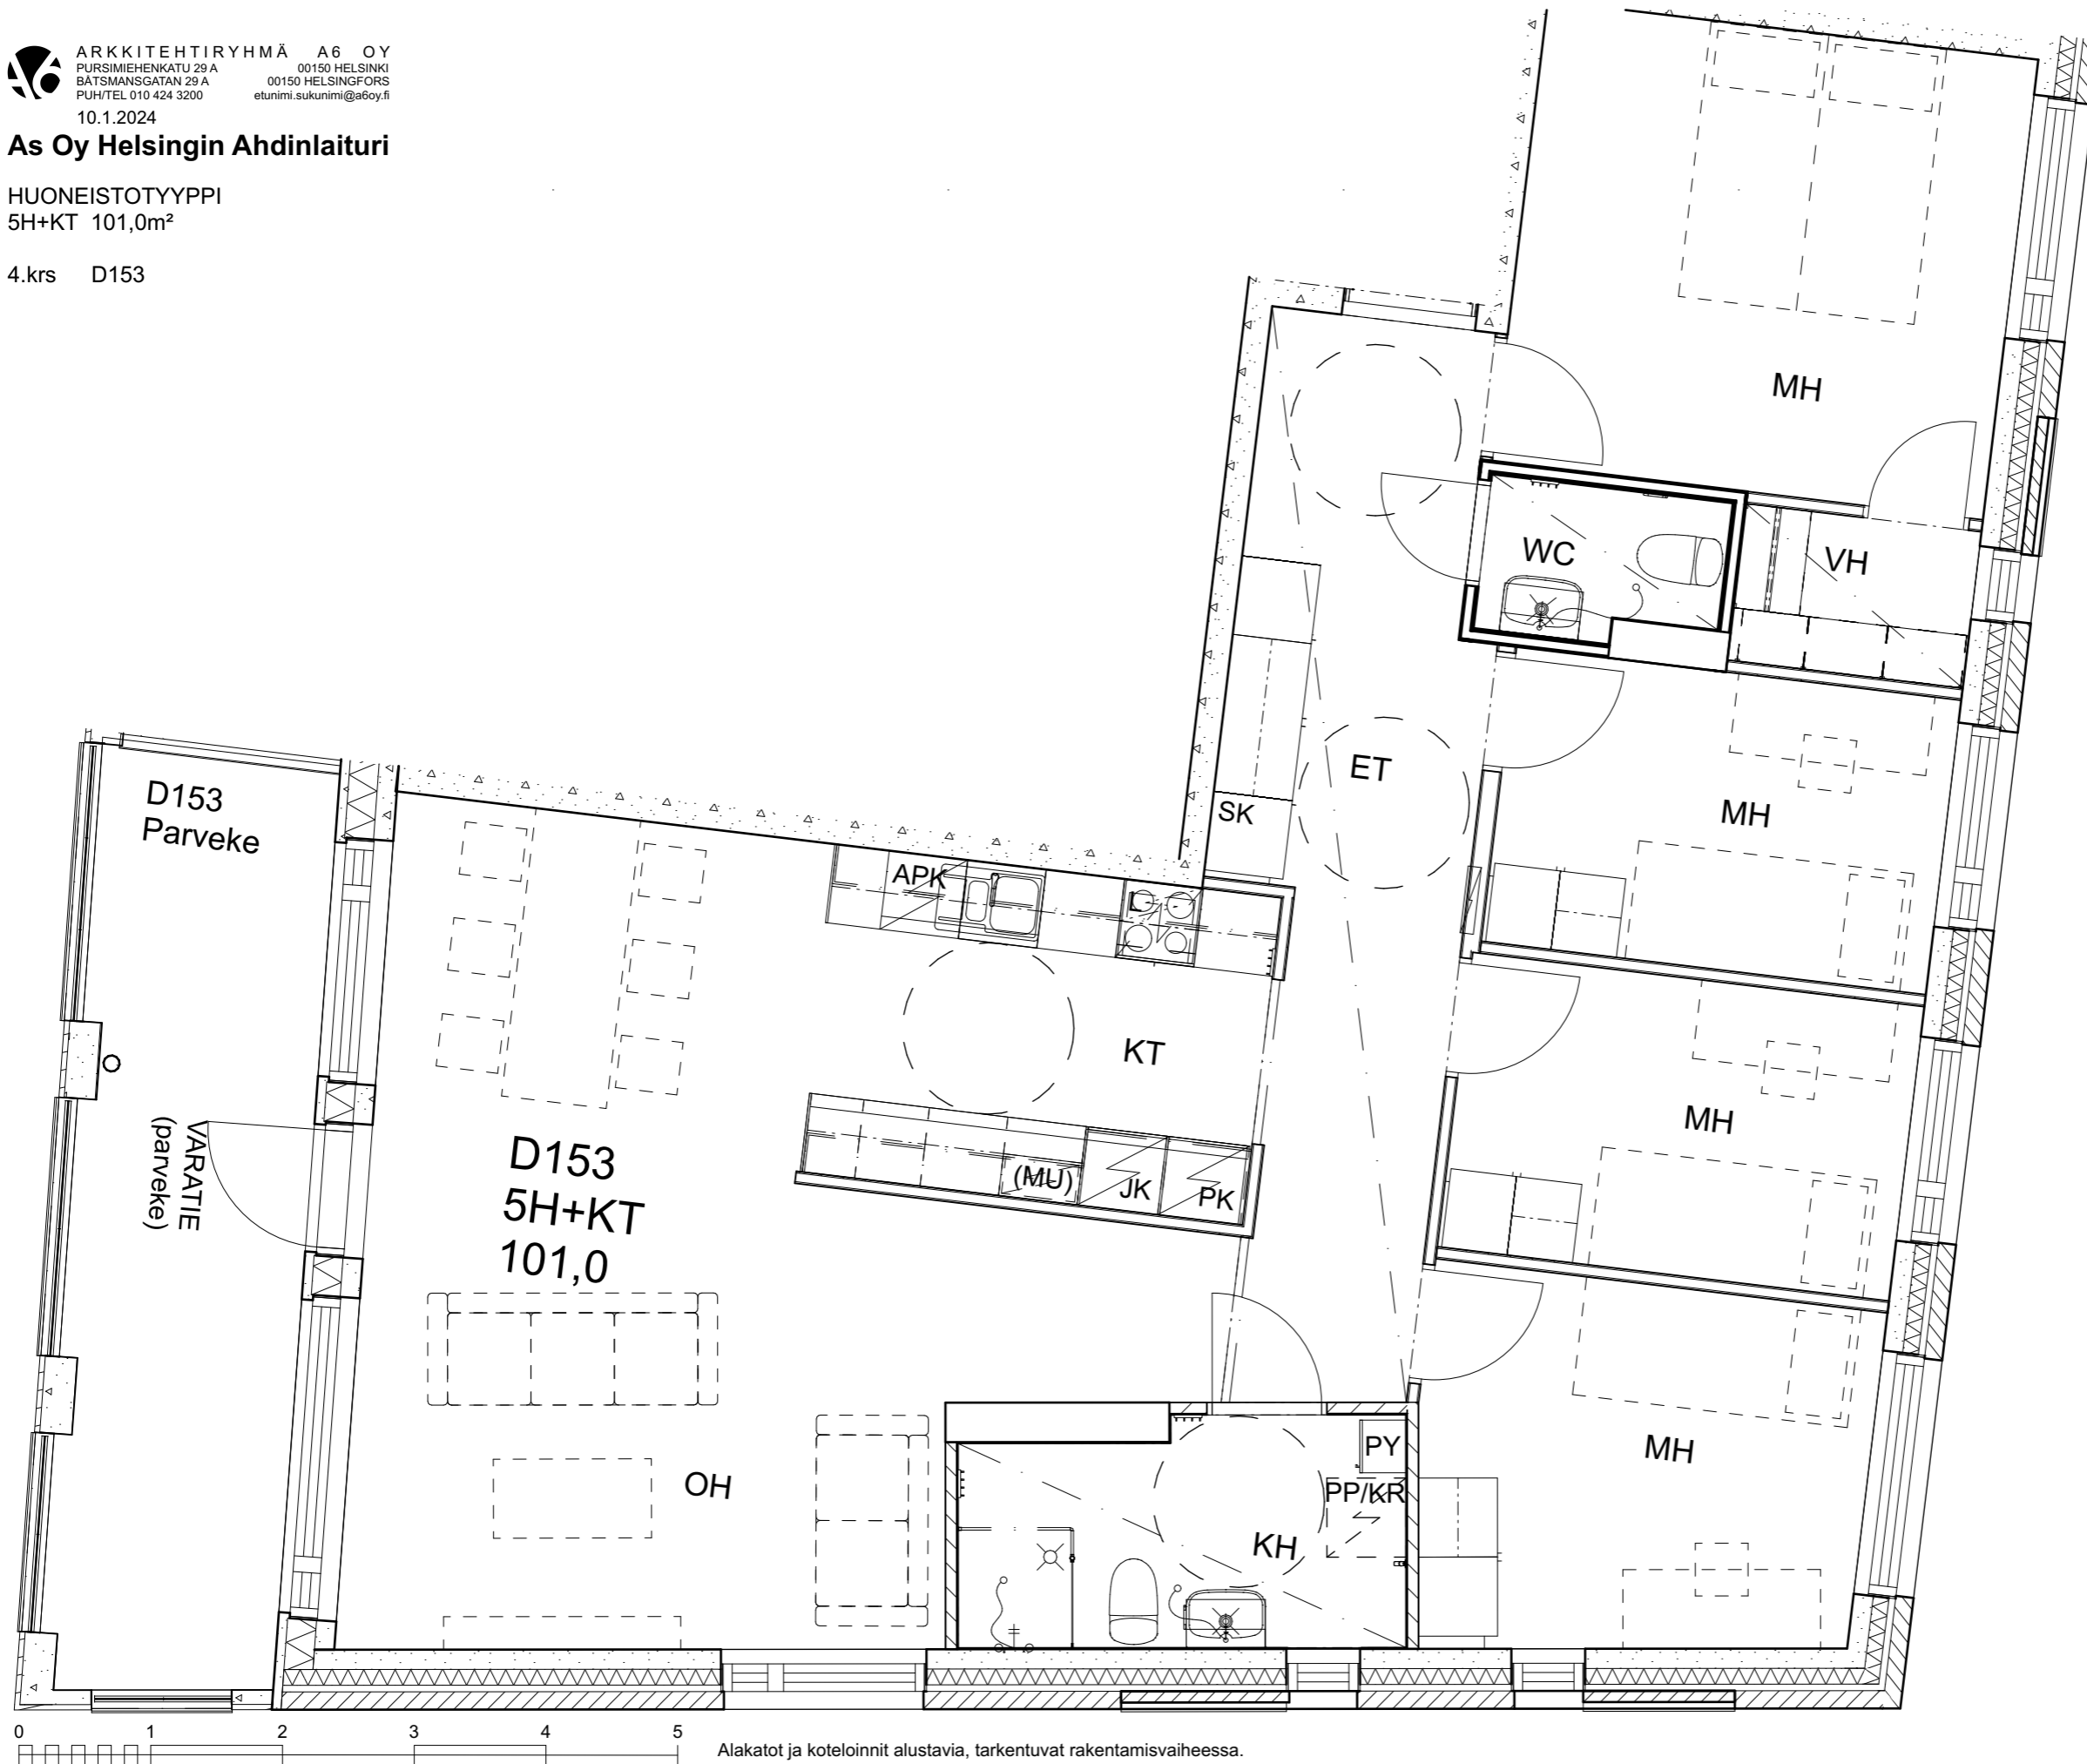 ARKKITEHTIRYHMÄ A6 OY
PURSIMIEHENKATU 29 A 00150 HELSINKI
BÅTSMANSGATAN 29 A 00150 HELSINGFORS
PUH/TEL 010 424 3200 etunimi.sukunimi@a6oy.fi
10.1.2024
As Oy Helsingin Ahdinlaituri
HUONEISTOTYYPPI
5H+KT 101,0m²
4.krs D153
MH
WC
VH
ET
SK
MH
D153
Parveke
APK
KT
MH
VARATIE
(parveke)
D153
5H+KT
101,0
(MU)
JK
PK
MH
OH
PY
PP/KR
KH
0 1 2 3 4 5
Alakatot ja koteloinnit alustavia, tarkentuvat rakentamisvaiheessa.